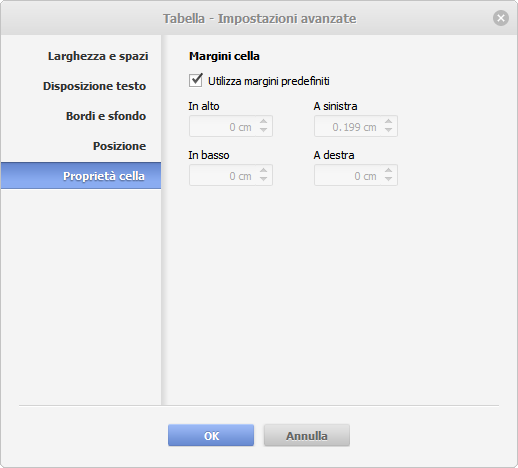 Tabella - Impostazioni avanzate
Larghezza e spazi
Disposizione testo
Bordi e sfondo
Posizione
Proprietà cella
Margini cella
Utilizza margini predefiniti
In alto
A sinistra
0 cm
0.199 cm
In basso
A destra
0 cm
0 cm
OK
Annulla